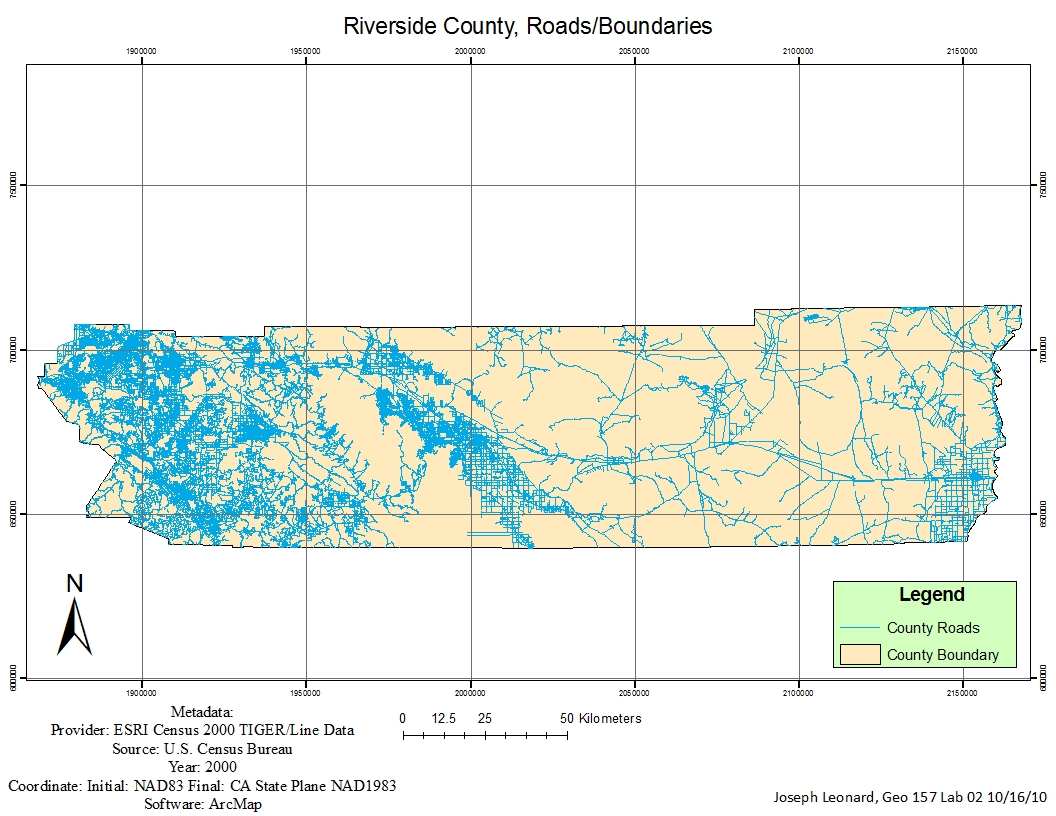 Riverside County, Roads/Boundaries
1900000 1950000 2000000 2050000 2100000 2150000
750000 750000
700000 700000
650000 650000
600000 600000
N
Legend
County Roads
County Boundary
1900000 1950000 2000000 2050000 2100000 2150000
Metadata:
Provider: ESRI Census 2000 TIGER/Line Data
Source: U.S. Census Bureau
Year: 2000
Coordinate: Initial: NAD83 Final: CA State Plane NAD1983
Software: ArcMap
0 12.5 25 50 Kilometers
Joseph Leonard, Geo 157 Lab 02 10/16/10